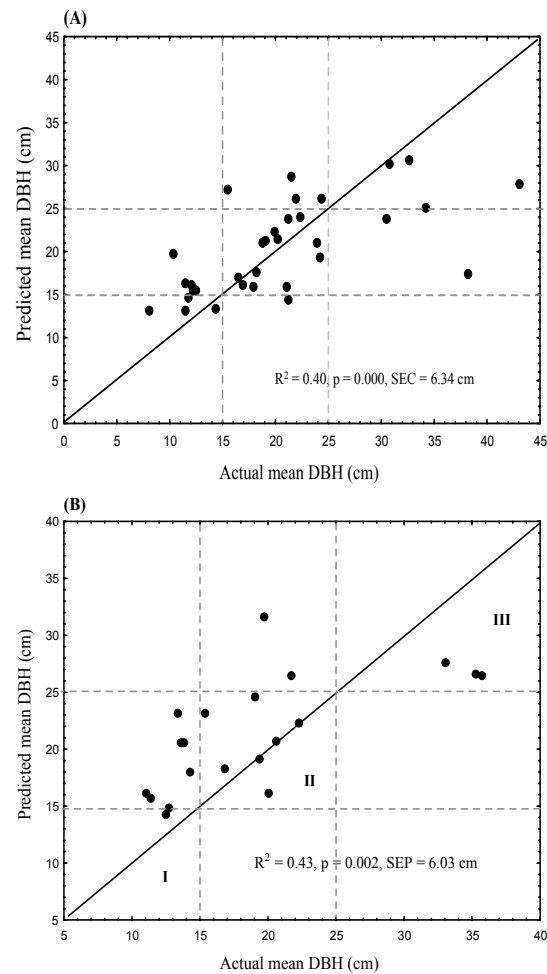 (A)
45
40
35
30
25
20
15
10
5
0
Predicted mean DBH (cm)
R² = 0.40, p = 0.000, SEC = 6.34 cm
0 5 10 15 20 25 30 35 40 45
Actual mean DBH (cm)
(B)
40
35
30
25
20
15
10
5
Predicted mean DBH (cm)
III
II
I
R² = 0.43, p = 0.002, SEP = 6.03 cm
5 10 15 20 25 30 35 40
Actual mean DBH (cm)